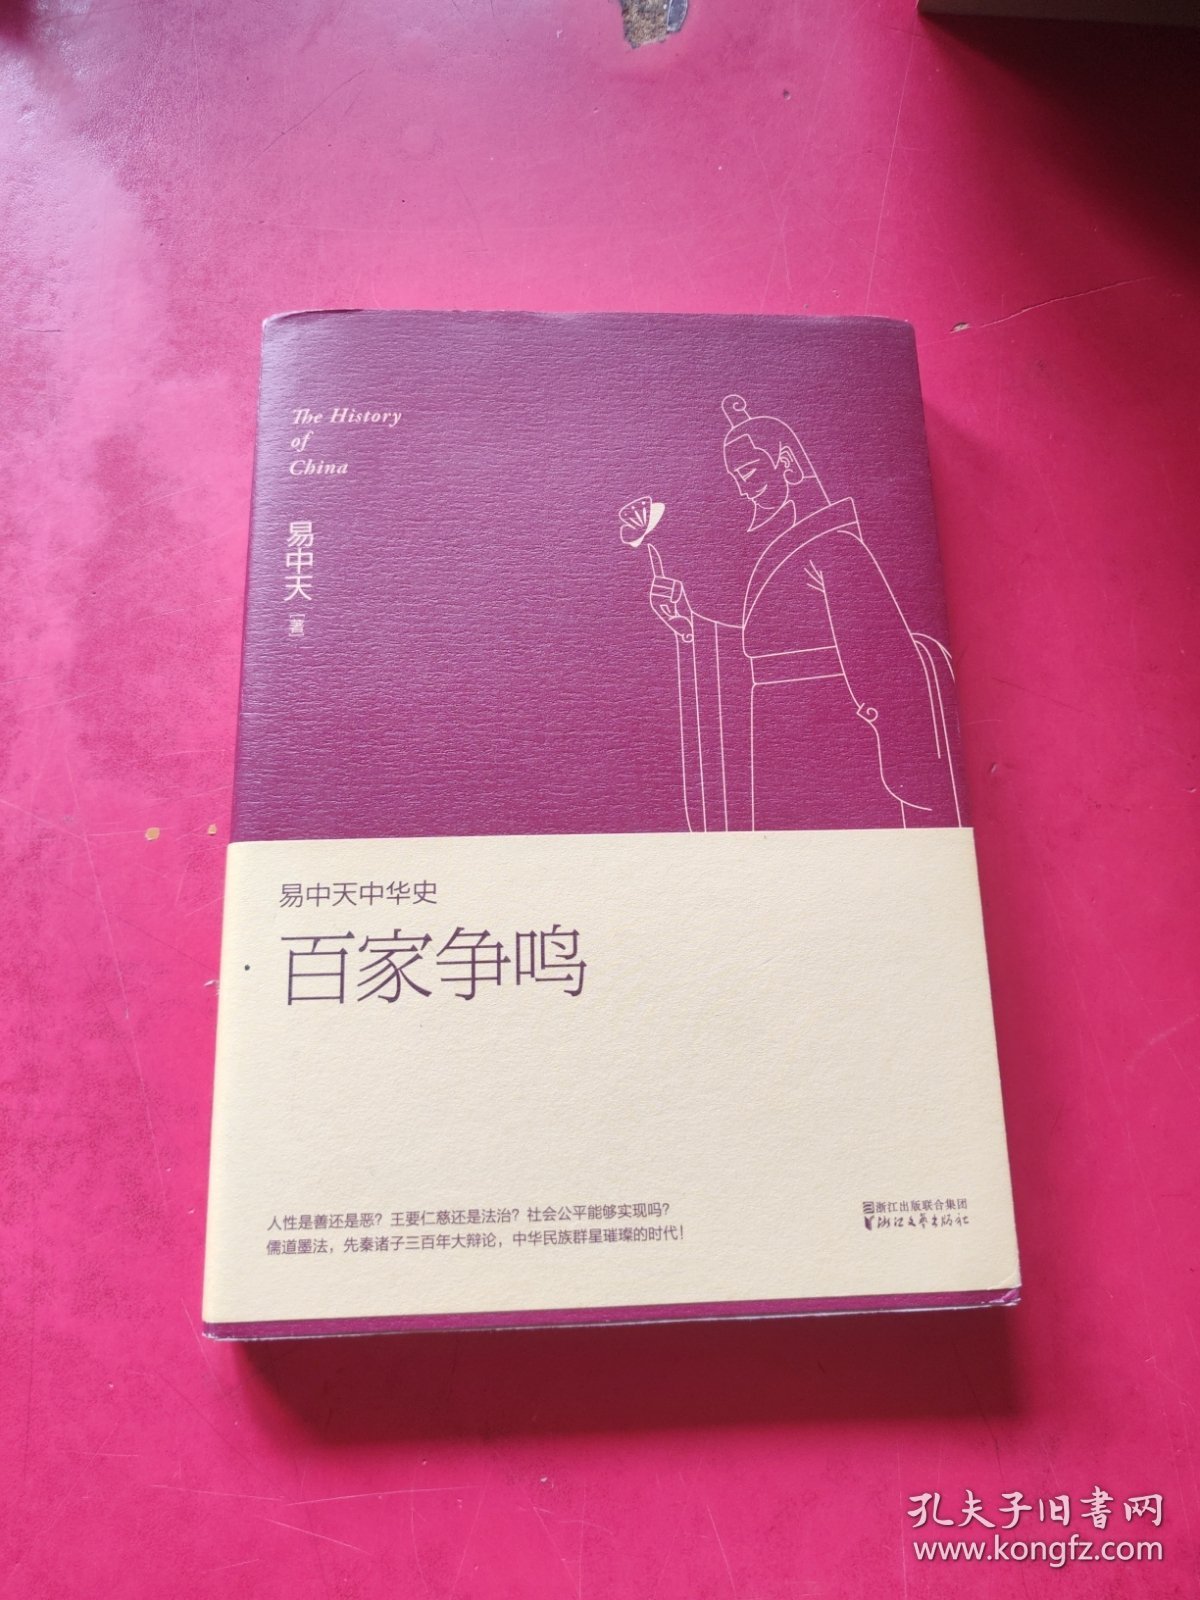 The History
of
China
易中天
著
易中天中华史
百家争鸣
人性是善还是恶?王要仁慈还是法治?社会公平能够实现吗?
儒道墨法,先秦诸子三百年大辩论,中华民族群星璀璨的时代!
浙江出版联合集团
浙江文艺出版社
孔夫子旧书网
www.kongfz.com